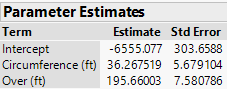 Parameter Estimates
Term Estimate Std Error
Intercept -6555.077 303.6588
Circumference (ft) 36.267519 5.679104
Over (ft) 195.66003 7.580786